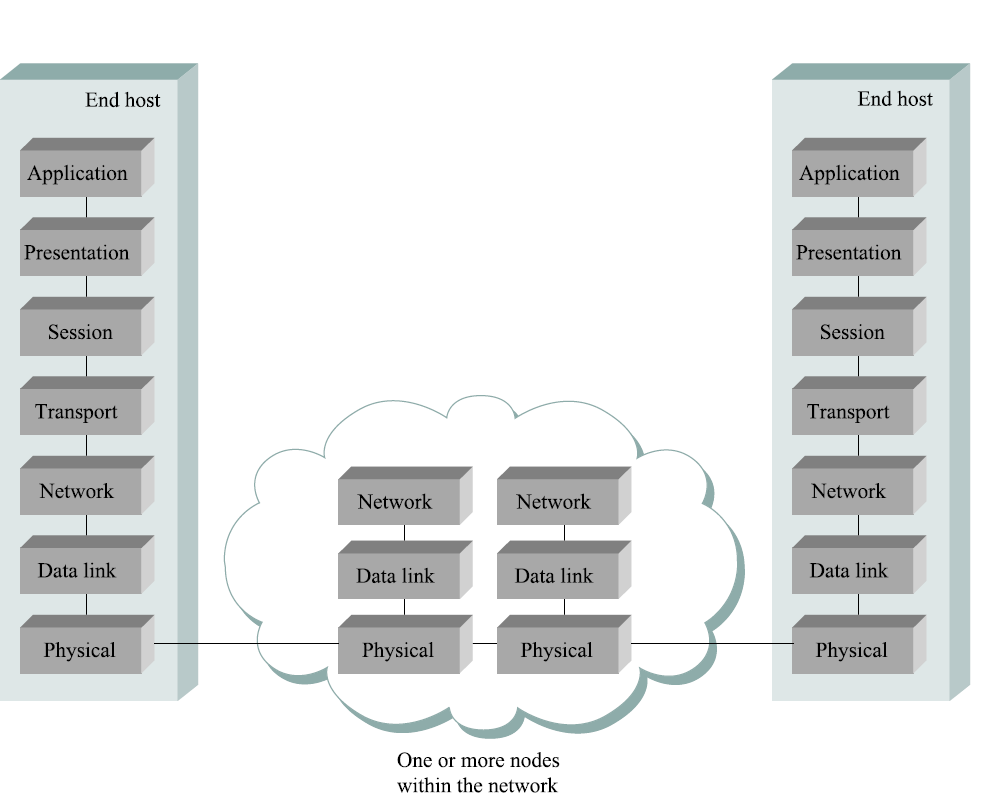 End host
Application
Presentation
Session
Transport
Network
Data link
Physical
Network
Data link
Physical
Network
Data link
Physical
One or more nodes
within the network
End host
Application
Presentation
Session
Transport
Network
Data link
Physical